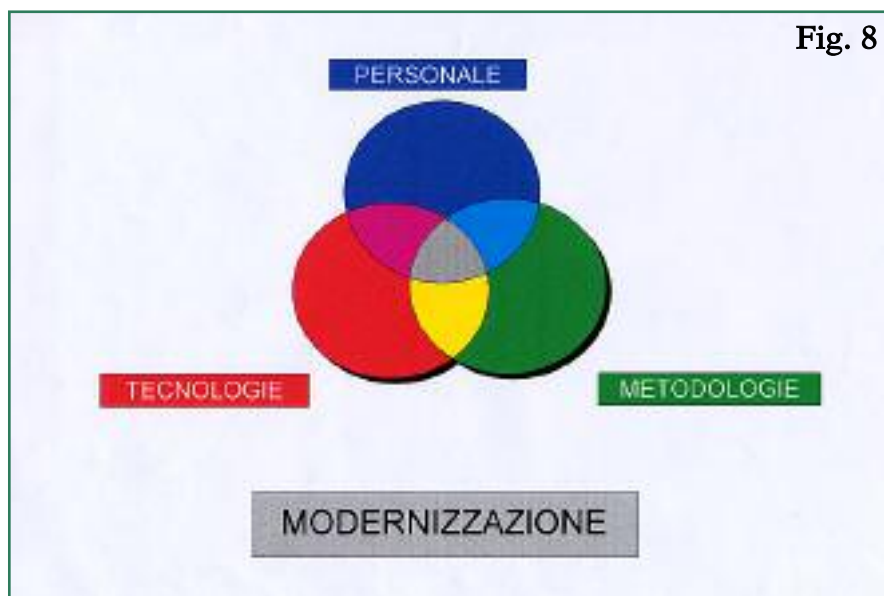 Fig. 8
PERSONALE
TECNOLOGIE
METODOLOGIE
MODERNIZZAZIONE